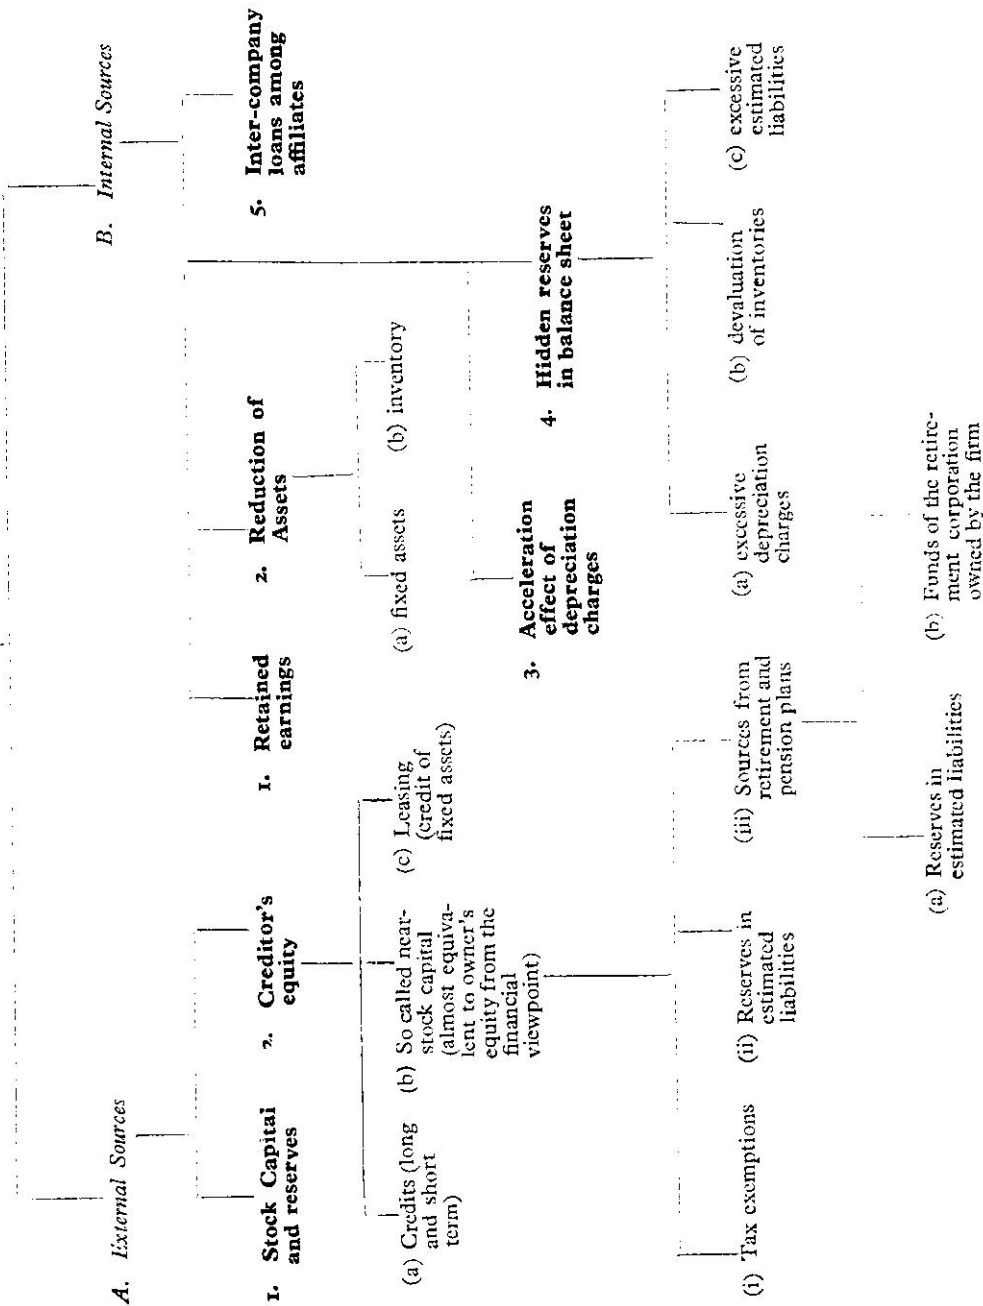 A. External Sources
B. Internal Sources
1. Stock Capital
and reserves
2. Creditor's
equity
1. Retained
earnings
2. Reduction of
Assets
5. Inter-company
loans among
affiliates
(a) Credits (long
and short
term)
(b) So called near-
stock capital
(almost equiva-
lent to owner's
equity from the
financial
viewpoint)
(c) Leasing
(credit of
fixed assets)
(a) fixed assets
(b) inventory
3. Acceleration
effect of
depreciation
charges
4. Hidden reserves
in balance sheet
(i) Tax exemptions
(ii) Reserves in
estimated
liabilities
(iii) Sources from
retirement and
pension plans
(a) excessive
depreciation
charges
(b) devaluation
of inventories
(c) excessive
estimated
liabilities
(a) Reserves in
estimated liabilities
(b) Funds of the retire-
ment corporation
owned by the firm